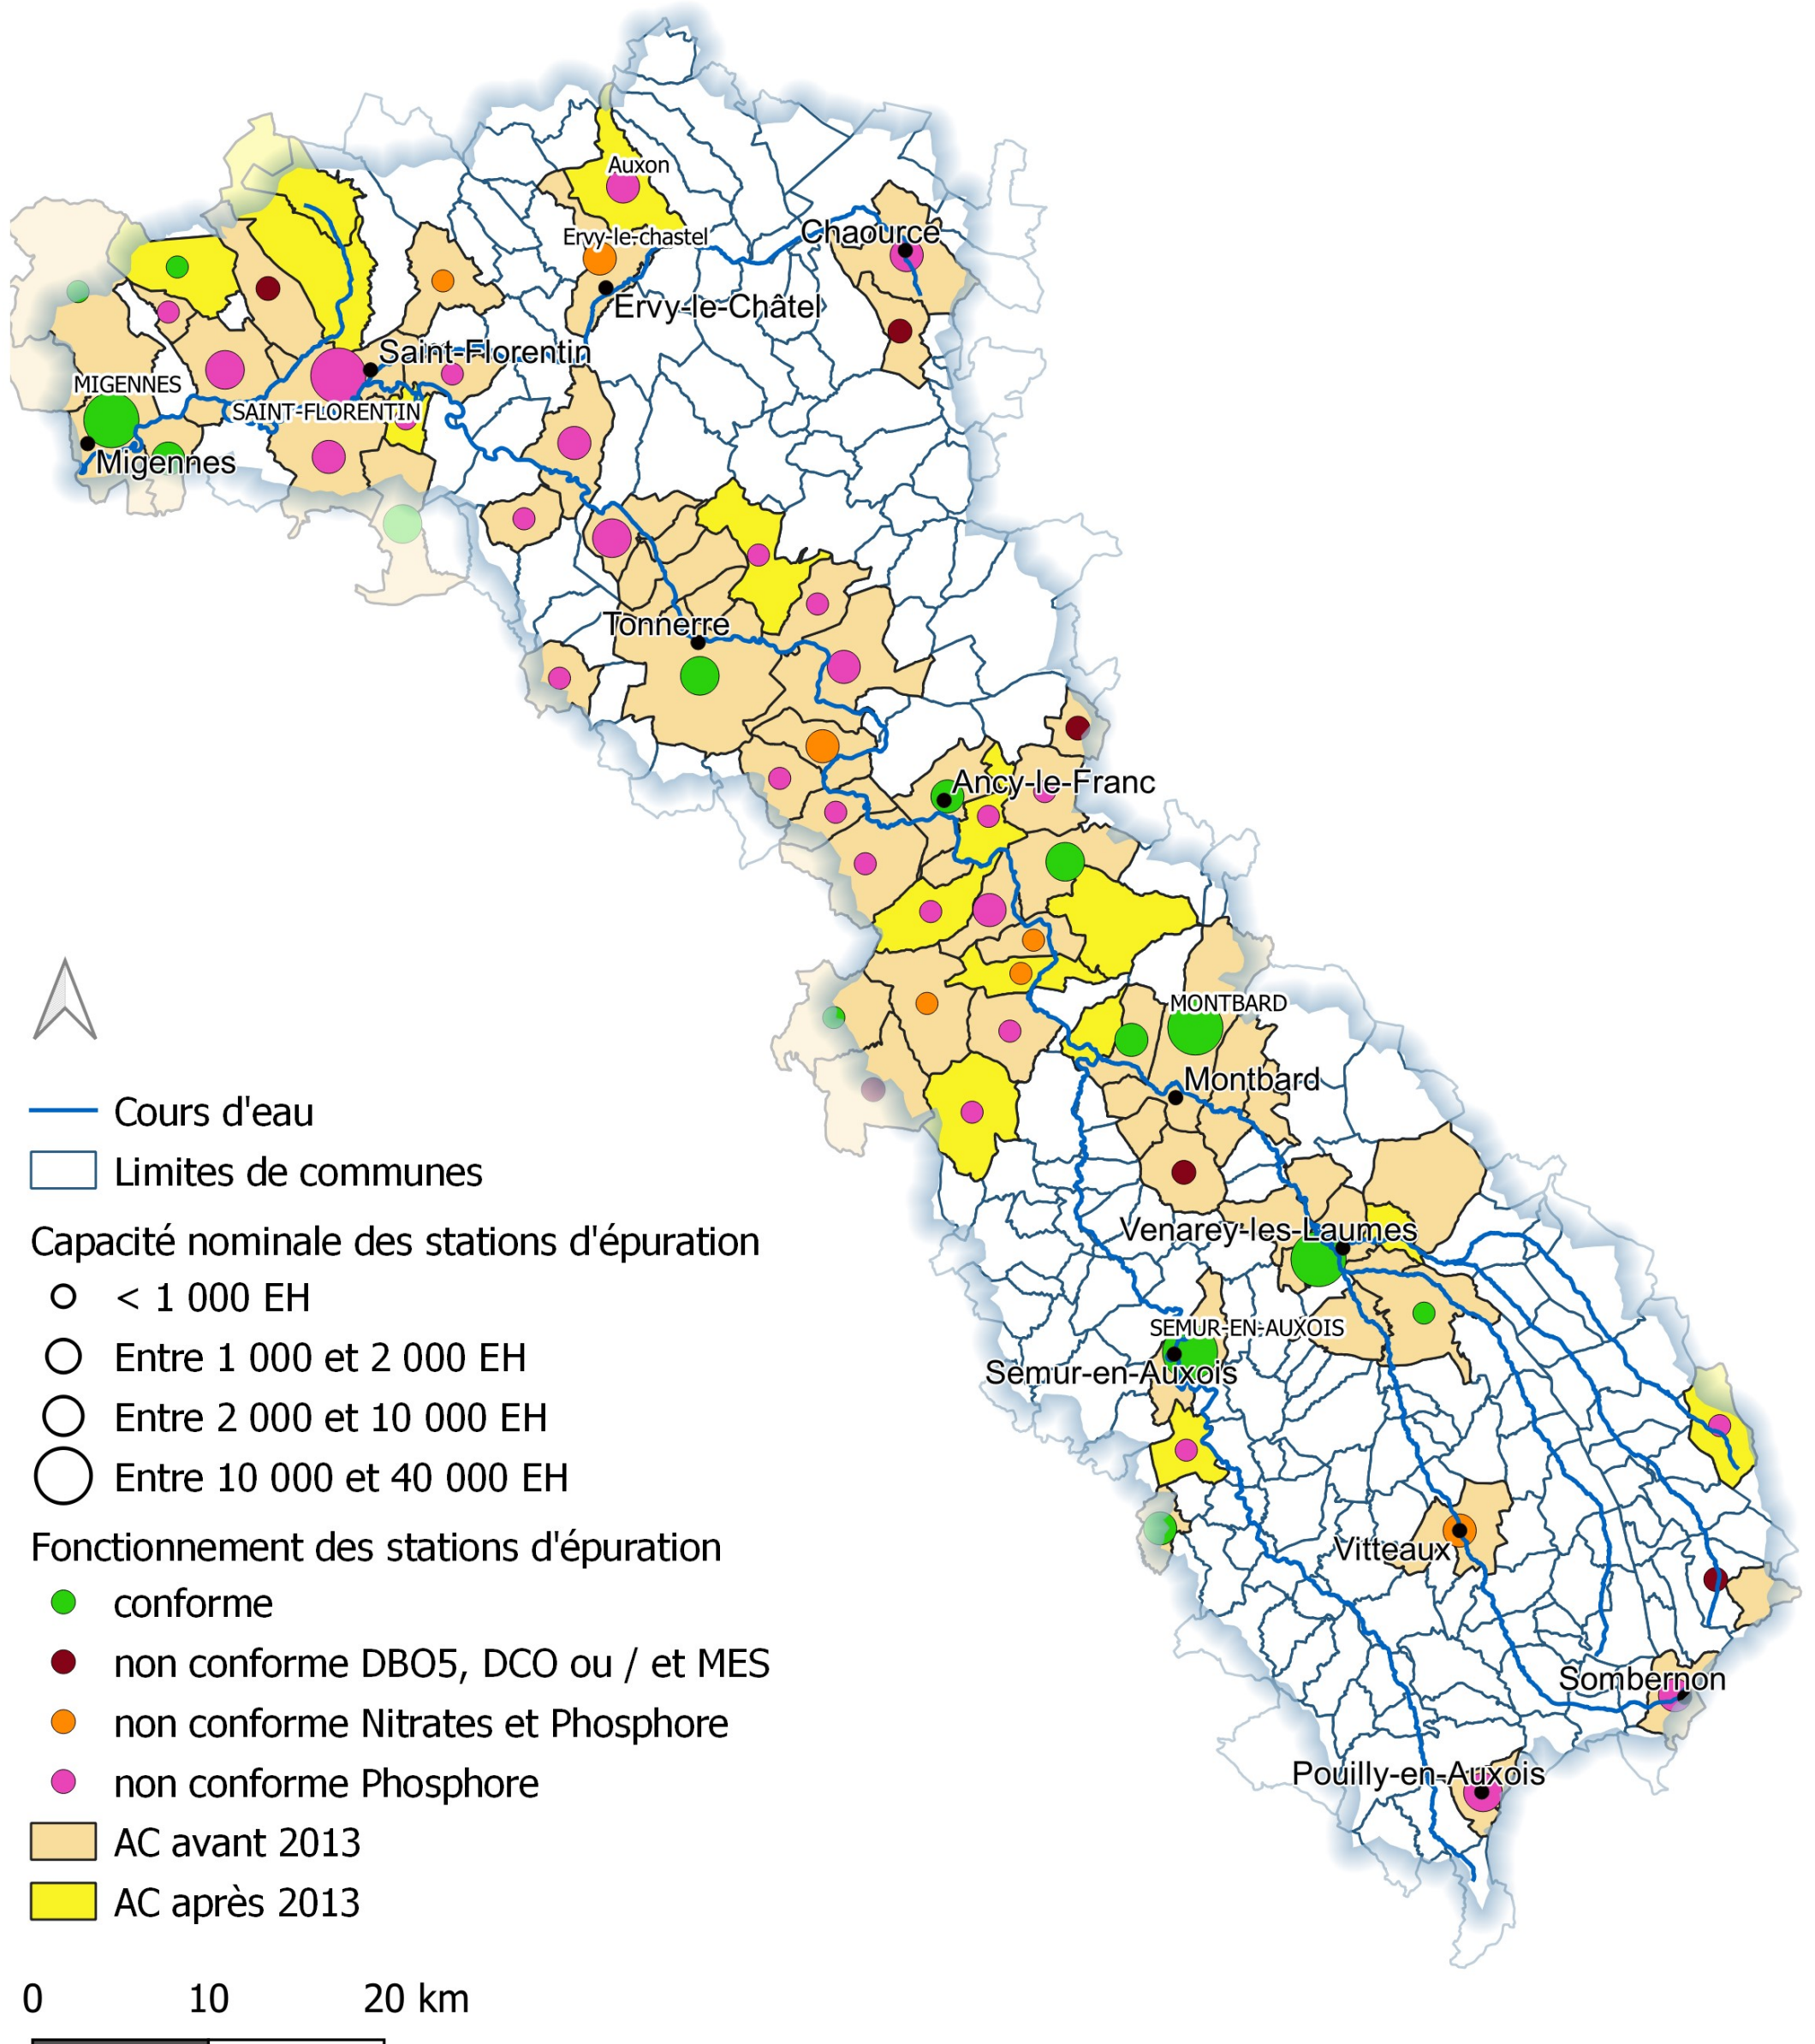 Auxon
Ervy-le-chastel
Chaource
Ervy-le-Châtel
Saint-Florentin
MIGENNES
SAINT-FLORENTIN
Migennes
Tonnerre
Ancy-le-Franc
MONTBARD
Montbard
Venarey-les-Laumes
SEMUR-EN-AUXOIS
Semur-en-Auxois
Vitteaux
Sombernon
Pouilly-en-Auxois
Cours d'eau
Limites de communes
Capacité nominale des stations d'épuration
< 1 000 EH
Entre 1 000 et 2 000 EH
Entre 2 000 et 10 000 EH
Entre 10 000 et 40 000 EH
Fonctionnement des stations d'épuration
conforme
non conforme DBO5, DCO ou / et MES
non conforme Nitrates et Phosphore
non conforme Phosphore
AC avant 2013
AC après 2013
0 10 20 km